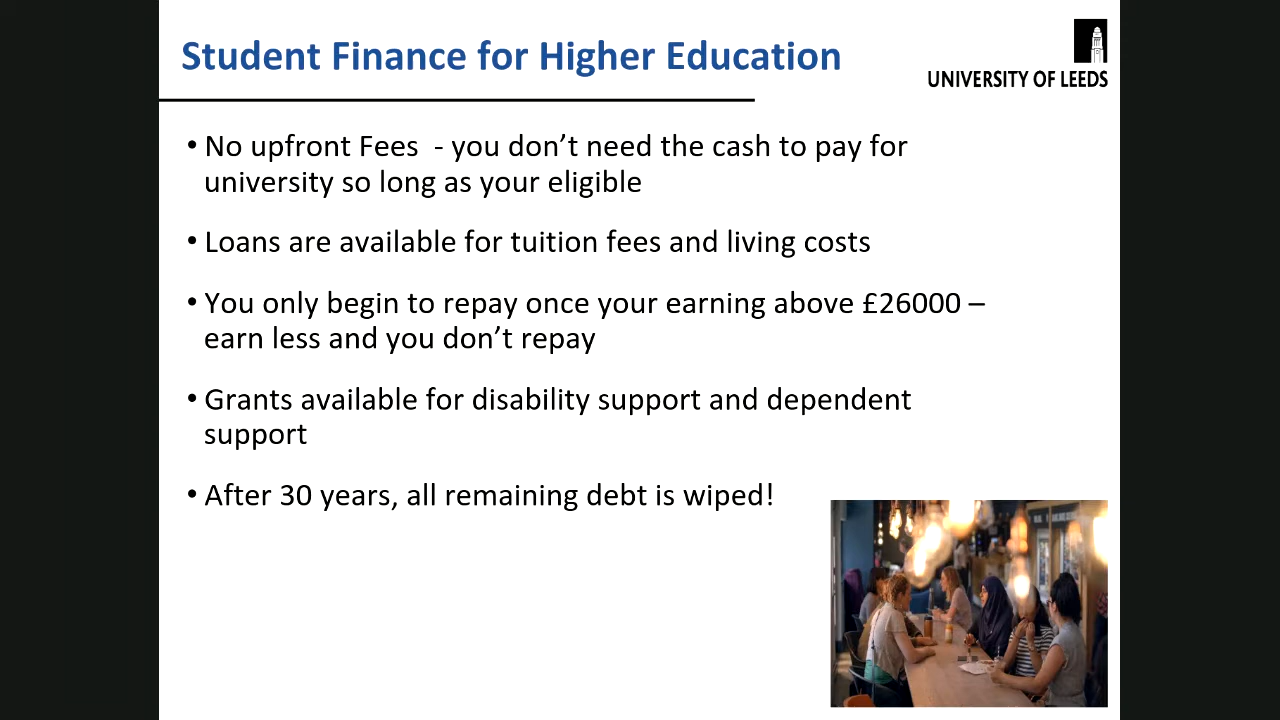 Student Finance for Higher Education
UNIVERSITY OF LEEDS
• No upfront Fees  - you don’t need the cash to pay for
university so long as your eligible
• Loans are available for tuition fees and living costs
• You only begin to repay once your earning above £26000 –
earn less and you don’t repay
• Grants available for disability support and dependent
support
• After 30 years, all remaining debt is wiped!